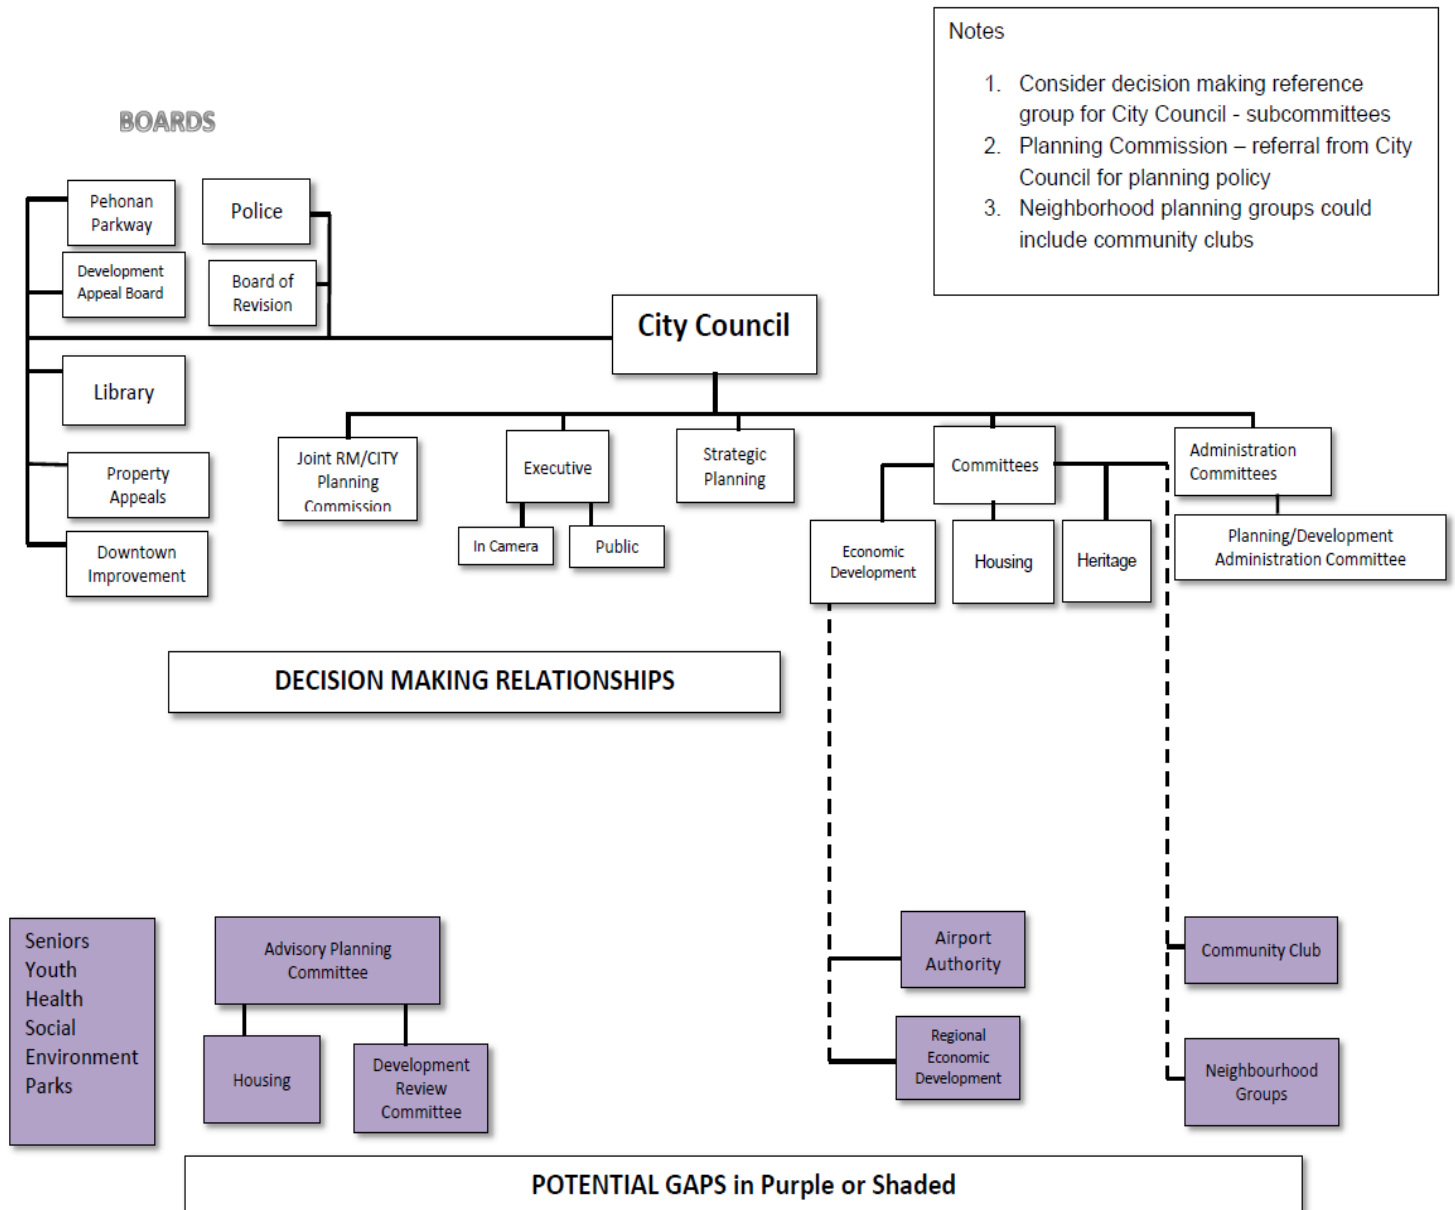 Notes
1. Consider decision making reference
group for City Council - subcommittees
2. Planning Commission – referral from City
Council for planning policy
3. Neighborhood planning groups could
include community clubs
BOARDS
Pehonan
Parkway
Police
Development
Appeal Board
Board of
Revision
City Council
Library
Property
Appeals
Downtown
Improvement
Joint RM/CITY
Planning
Commission
Executive
In Camera
Public
Strategic
Planning
Committees
Economic
Development
Housing
Heritage
Administration
Committees
Planning/Development
Administration Committee
DECISION MAKING RELATIONSHIPS
Seniors
Youth
Health
Social
Environment
Parks
Advisory Planning
Committee
Housing
Development
Review
Committee
Airport
Authority
Regional
Economic
Development
Community Club
Neighbourhood
Groups
POTENTIAL GAPS in Purple or Shaded